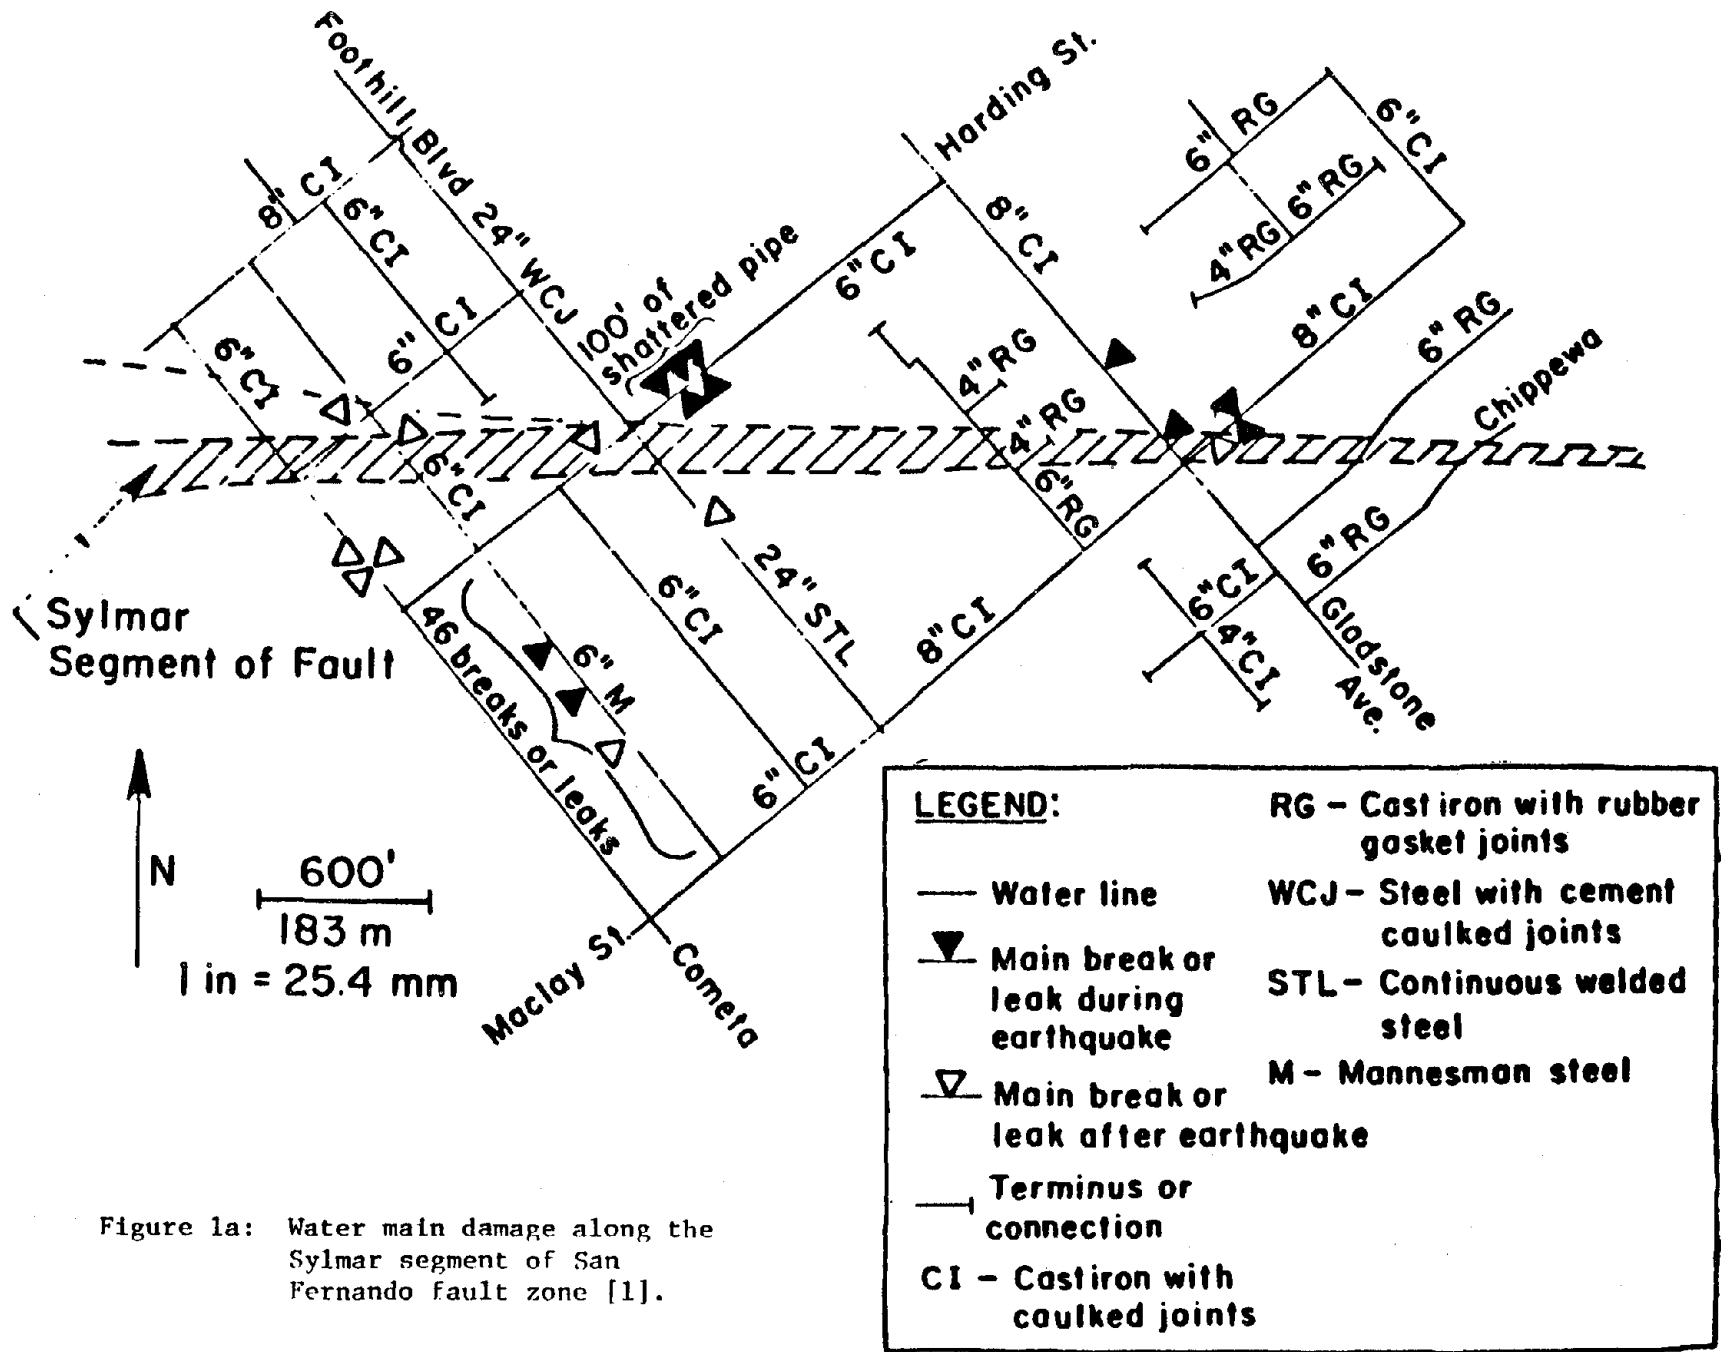 Foothill Blvd
24" WCJ
Harding St.
8" CI
6" CI
6" CI
6" CI
6" CI
100' of
shattered pipe
6" CI
8" CI
6" RG
6" CI
6" RG
4" RG
8" CI
6" RG
Chippewa
4" RG
4" RG
6" RG
6" CI
24" STL
6" CI
6" M
46 breaks or leaks
8" CI
6" CI
6" CI
4" CI
6" RG
Gladstone
Ave.
Sylmar
Segment of Fault
N
600'
183 m
1 in = 25.4 mm
Maclay St.
Cometa
LEGEND:
Water line
Main break or
leak during
earthquake
Main break or
leak after earthquake
Terminus or
connection
CI - Cast iron with
caulked joints
RG - Cast iron with rubber
gasket joints
WCJ - Steel with cement
caulked joints
STL - Continuous welded
steel
M - Mannesman steel
Figure 1a: Water main damage along the
Sylmar segment of San
Fernando fault zone [1].